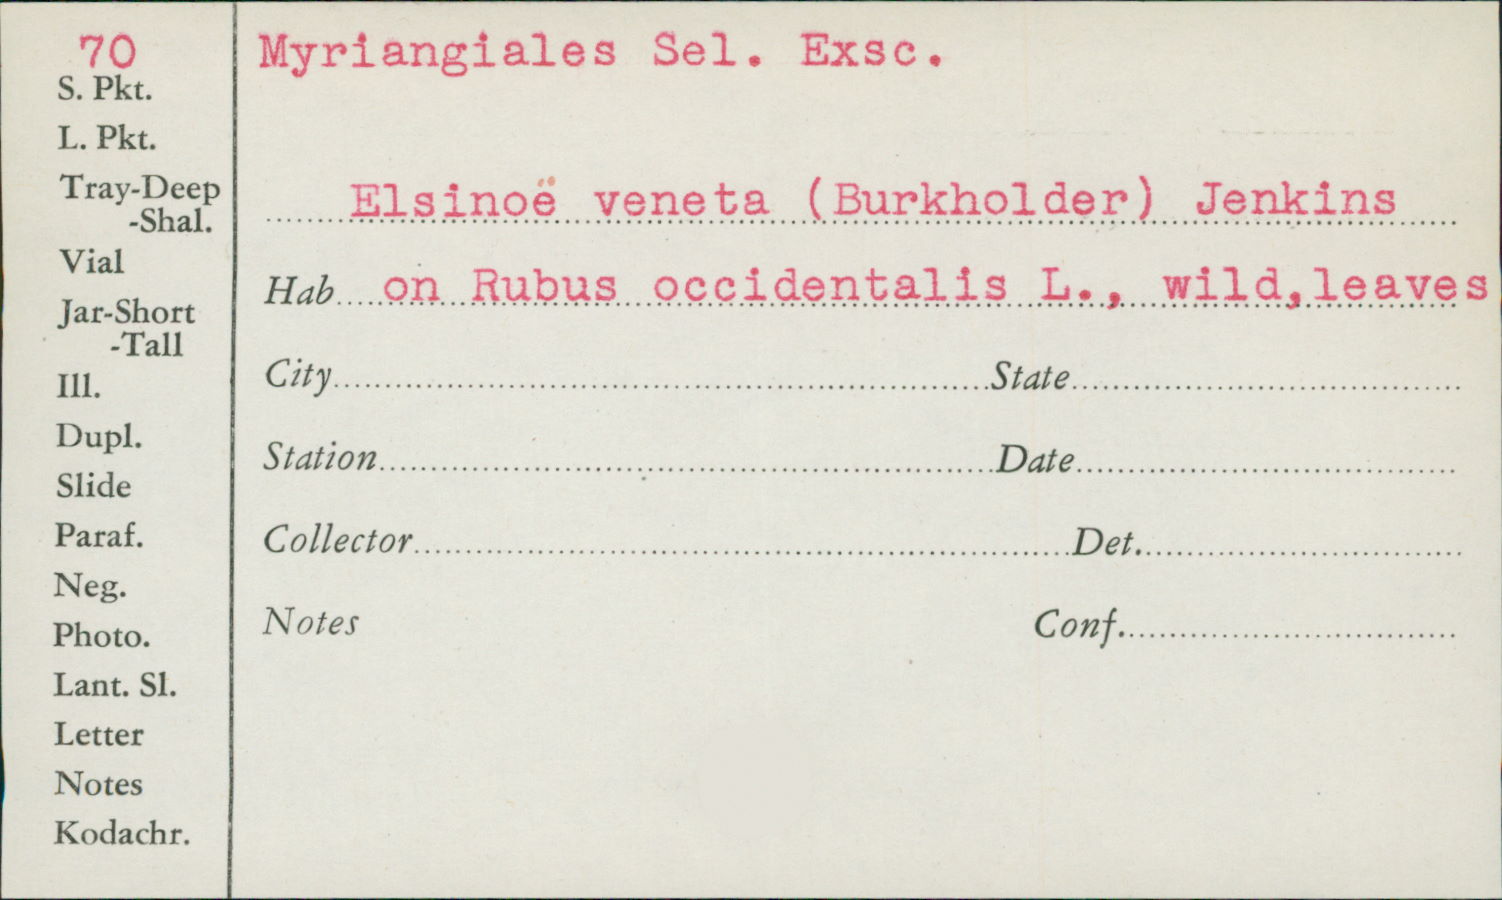 70
S. Pkt.
L. Pkt.
Tray-Deep
-Shal.
Vial
Jar-Short
-Tall
Ill.
Dupl.
Slide
Paraf.
Neg.
Photo.
Lant. Sl.
Letter
Notes
Kodachr.
Myriangiales Sel. Exsc.
Elsinoë veneta (Burkholder) Jenkins
Hab on Rubus occidentalis L., wild, leaves
City State
Station Date
Collector Det.
Notes Conf.